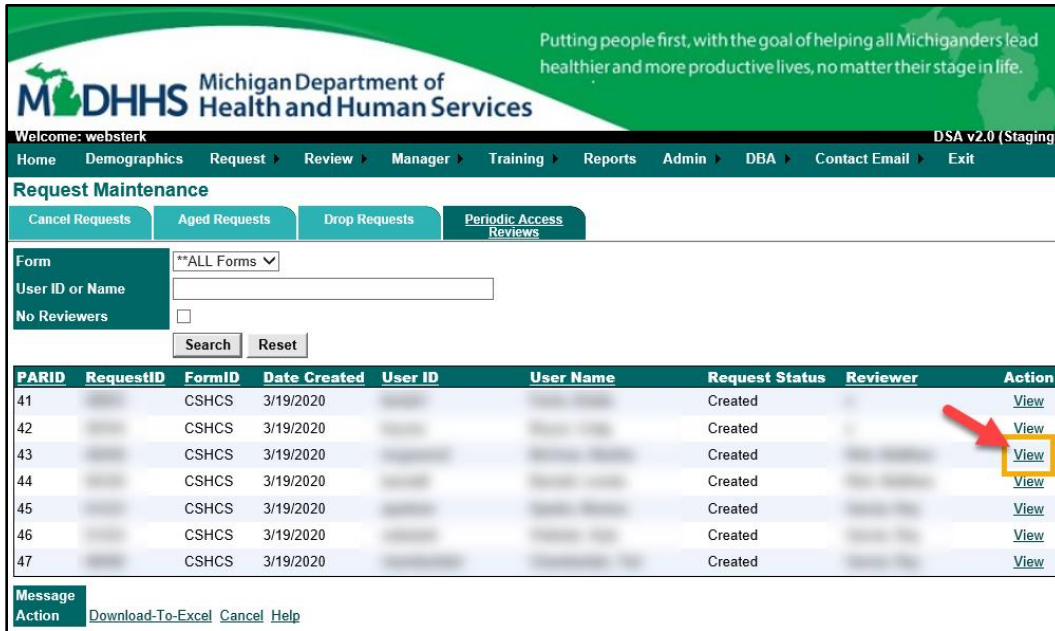 Putting people first, with the goal of helping all Michiganders lead
healthier and more productive lives, no matter their stage in life.
MDHHS Michigan Department of
Health and Human Services
Welcome: websterk DSA v2.0 (Staging
Home Demographics Request Review Manager Training Reports Admin DBA Contact Email Exit
Request Maintenance
Cancel Requests Aged Requests Drop Requests Periodic Access
Reviews
Form **ALL Forms
User ID or Name
No Reviewers
Search Reset
PARID RequestID FormID Date Created User ID User Name Request Status Reviewer Action
41 CSHCS 3/19/2020 Created View
42 CSHCS 3/19/2020 Created View
43 CSHCS 3/19/2020 Created View
44 CSHCS 3/19/2020 Created View
45 CSHCS 3/19/2020 Created View
46 CSHCS 3/19/2020 Created View
47 CSHCS 3/19/2020 Created View
Message
Action Download-To-Excel Cancel Help